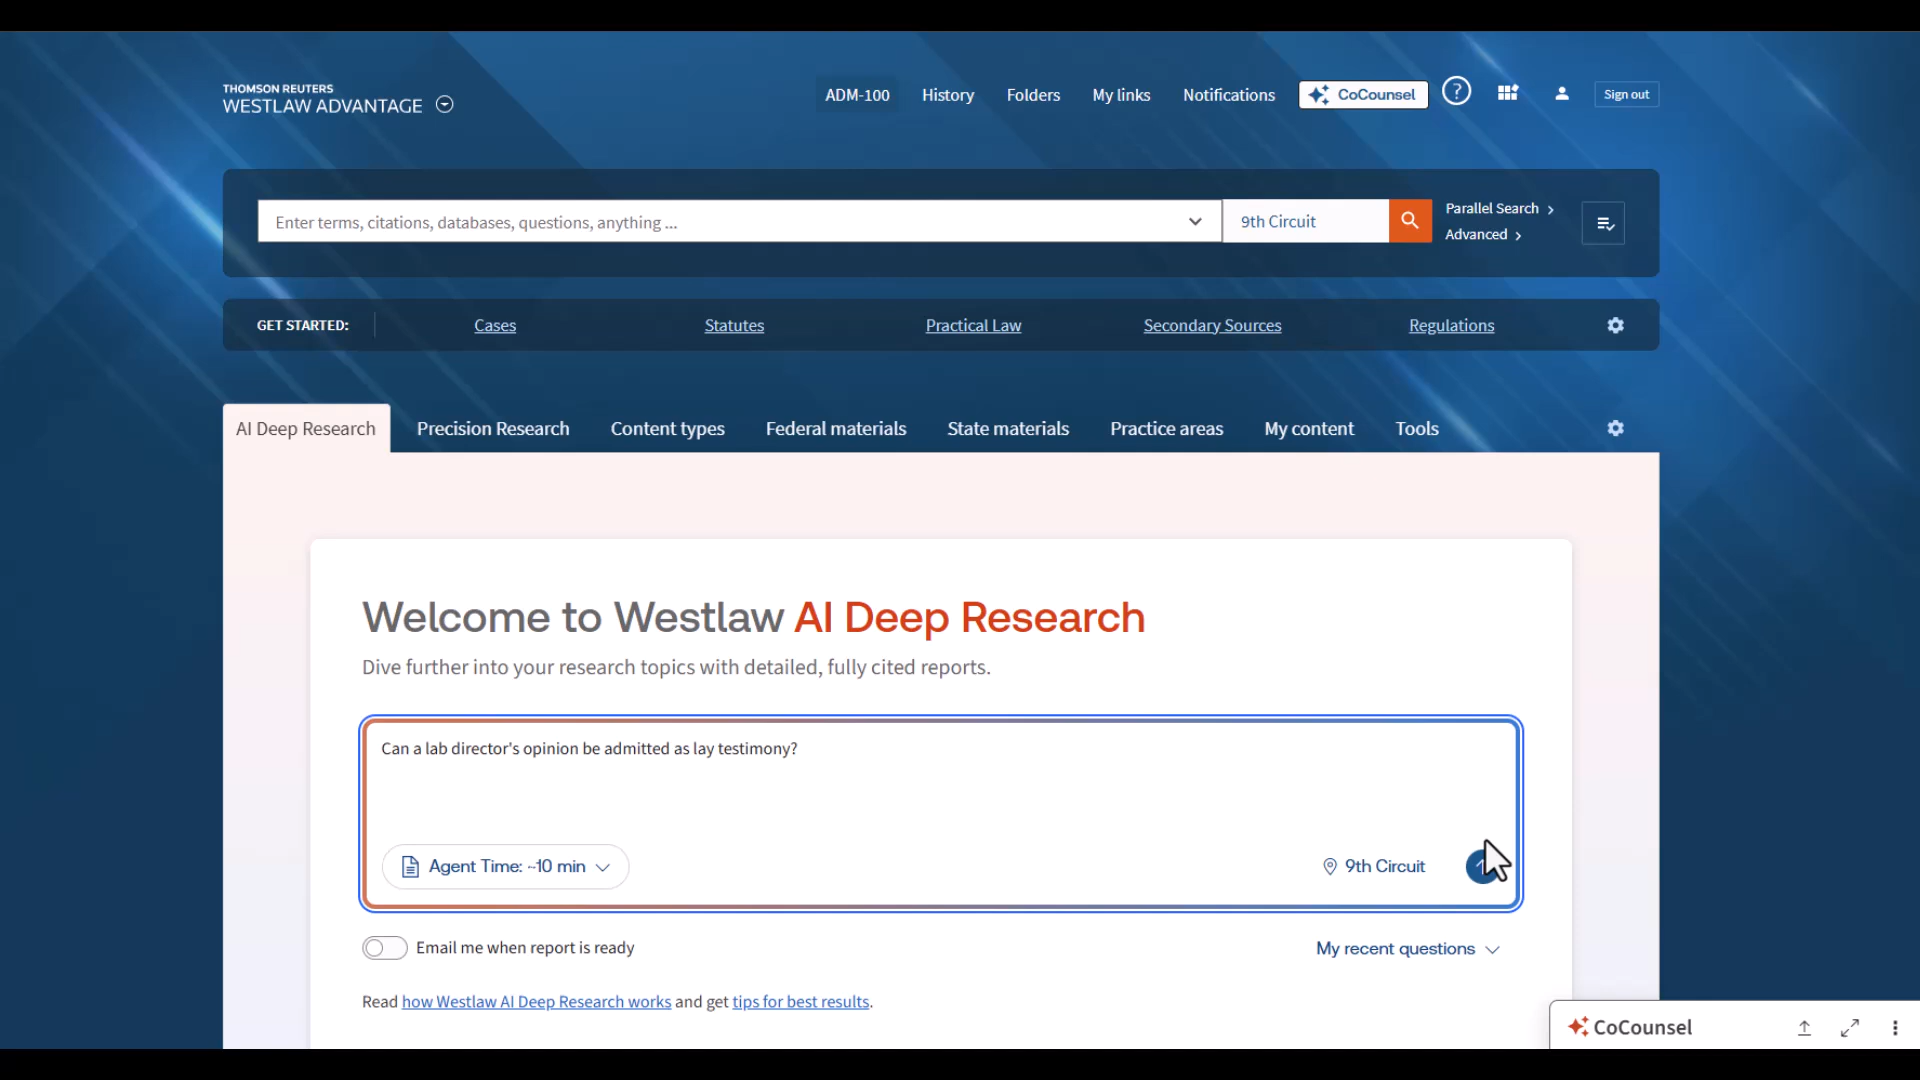 THOMSON REUTERS
WESTLAW ADVANTAGE
ADM-100 History Folders My links Notifications CoCounsel ? Sign out
Enter terms, citations, databases, questions, anything ... 9th Circuit
Parallel Search
Advanced
GET STARTED: Cases Statutes Practical Law Secondary Sources Regulations
AI Deep Research Precision Research Content types Federal materials State materials Practice areas My content Tools
Welcome to Westlaw AI Deep Research
Dive further into your research topics with detailed, fully cited reports.
Can a lab director's opinion be admitted as lay testimony?
Agent Time: ~10 min 9th Circuit
Email me when report is ready My recent questions
Read how Westlaw AI Deep Research works and get tips for best results.
CoCounsel